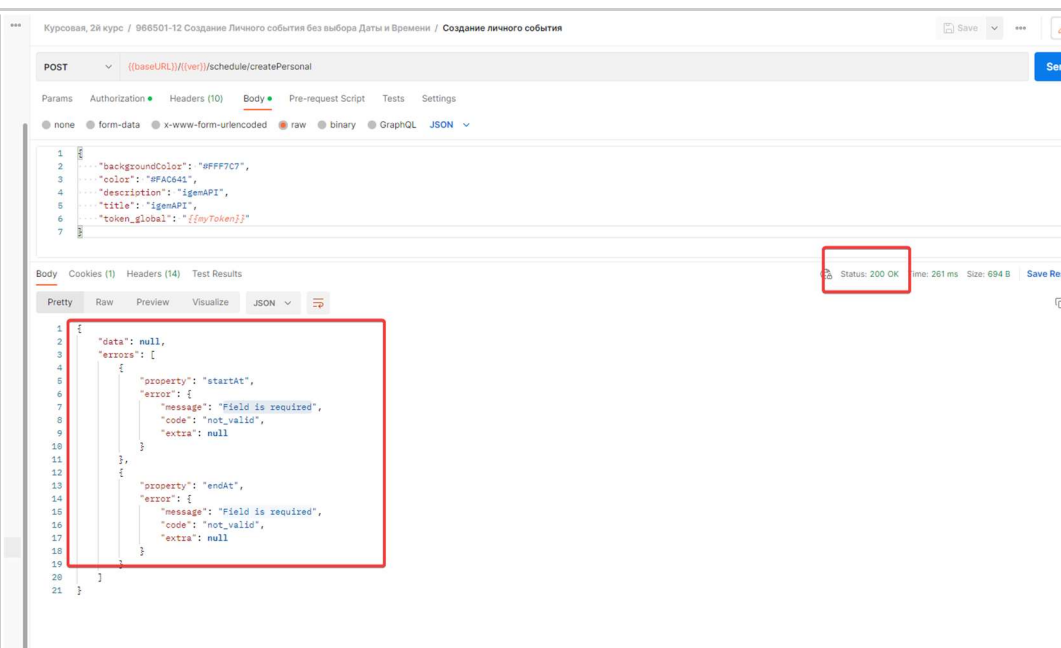 Курсовая, 2й курс / 966501-12 Создание Личного события без выбора Даты и Времени / Создание личного события
Save
POST {{baseURL}}/{{ver}}/schedule/createPersonal
Params Authorization Headers (10) Body Pre-request Script Tests Settings
none form-data x-www-form-urlencoded raw binary GraphQL JSON
1 {
2 "backgroundColor": "#FFF7C7",
3 "color": "#FAC641",
4 "description": "igemAPI",
5 "title": "igemAPI",
6 "token_global": "{{myToken}}"
7 }
Body Cookies (1) Headers (14) Test Results Status: 200 OK Time: 261 ms Size: 694 B Save Re
Pretty Raw Preview Visualize JSON
1 {
2 "data": null,
3 "errors": [
4 {
5 "property": "startAt",
6 "error": {
7 "message": "Field is required",
8 "code": "not_valid",
9 "extra": null
10 }
11 },
12 {
13 "property": "endAt",
14 "error": {
15 "message": "Field is required",
16 "code": "not_valid",
17 "extra": null
18 }
19 }
20 ]
21 }